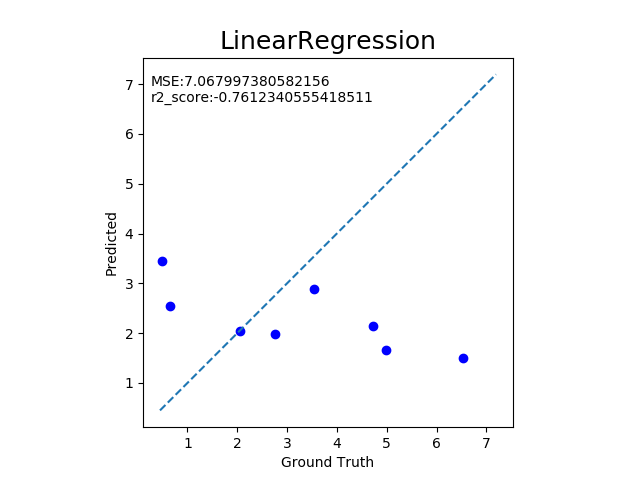 LinearRegression
MSE:7.067997380582156
r2_score:-0.7612340555418511
7
6
5
4
3
2
1
Predicted
1 2 3 4 5 6 7
Ground Truth